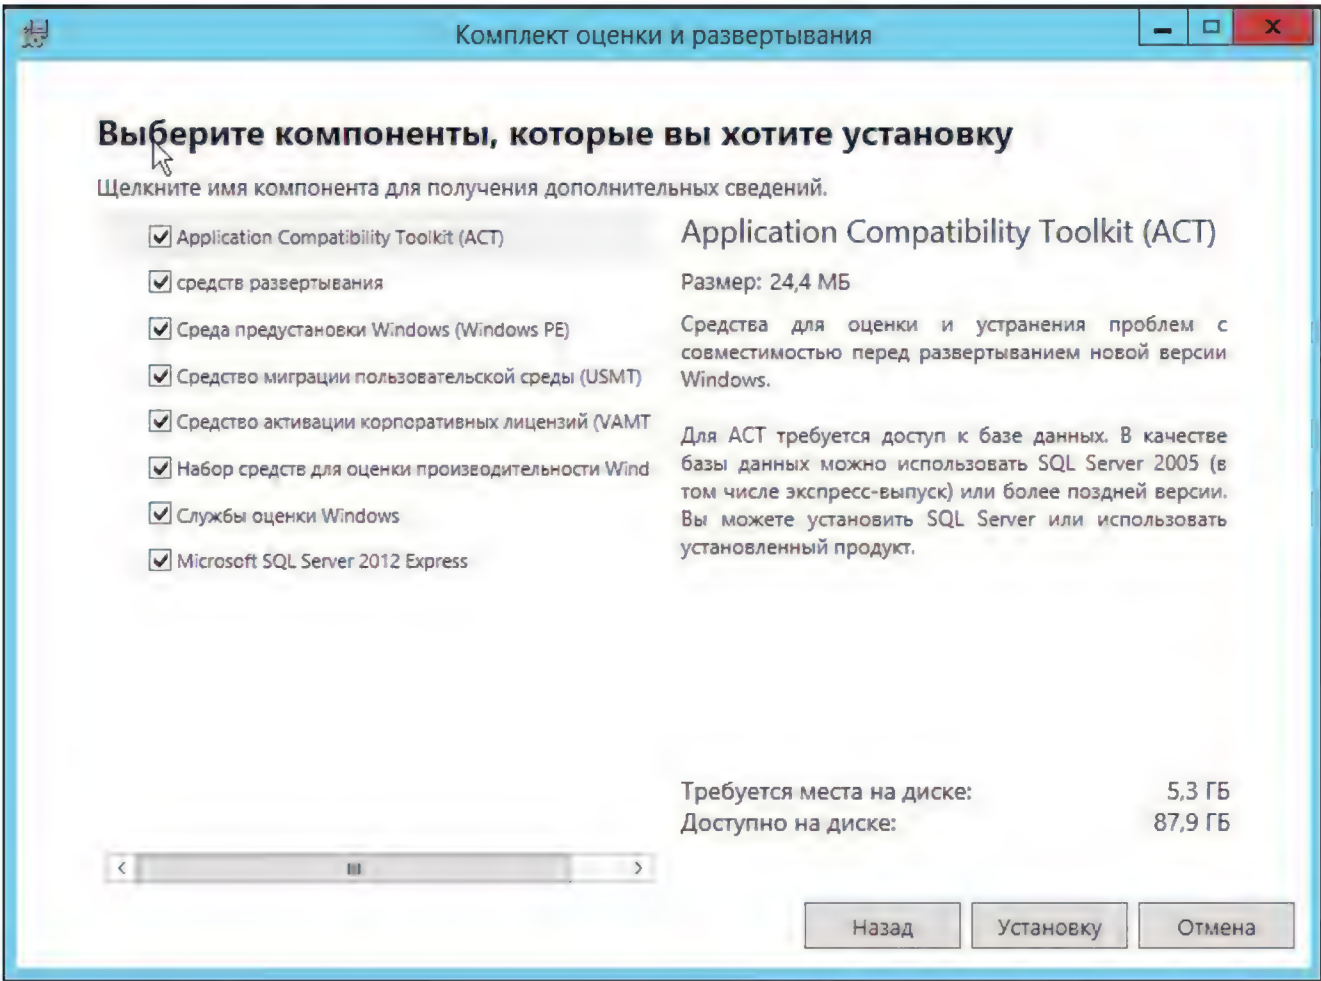 Комплект оценки и развертывания
Выберите компоненты, которые вы хотите установку
Щелкните имя компонента для получения дополнительных сведений.
Application Compatibility Toolkit (ACT)
средств развертывания
Среда предустановки Windows (Windows PE)
Средство миграции пользовательской среды (USMT)
Средство активации корпоративных лицензий (VAMT
Набор средств для оценки производительности Wind
Службы оценки Windows
Microsoft SQL Server 2012 Express
Application Compatibility Toolkit (ACT)
Размер: 24,4 МБ
Средства для оценки и устранения проблем с
совместимостью перед развертыванием новой версии
Windows.
Для ACT требуется доступ к базе данных. В качестве
базы данных можно использовать SQL Server 2005 (в
том числе экспресс-выпуск) или более поздней версии.
Вы можете установить SQL Server или использовать
установленный продукт.
Требуется места на диске: 5,3 ГБ
Доступно на диске: 87,9 ГБ
Назад Установку Отмена